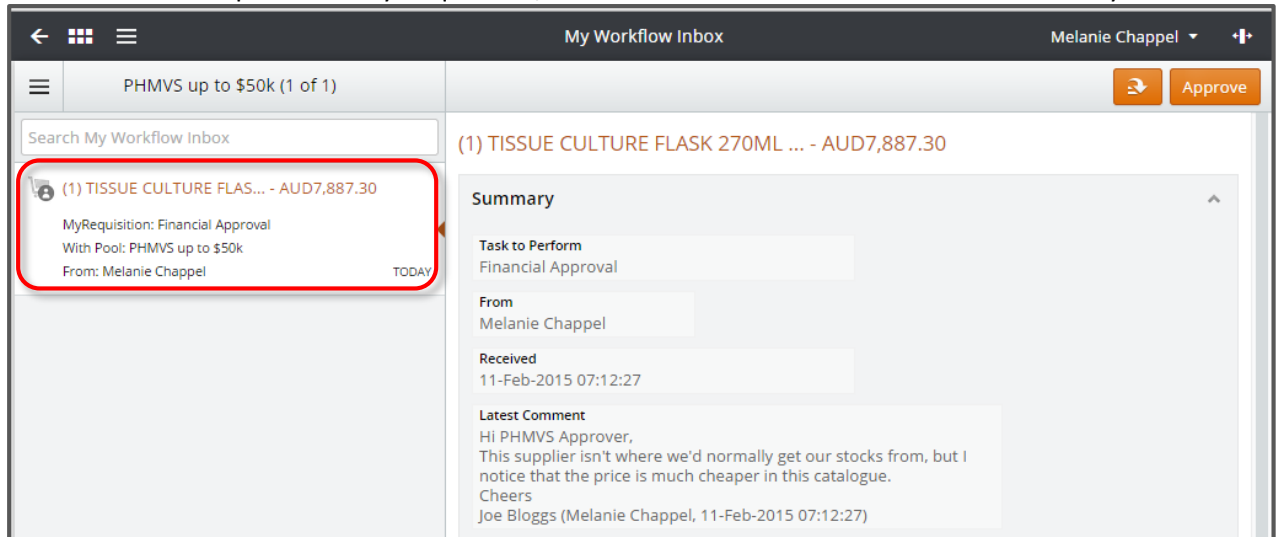 My Workflow Inbox
Melanie Chappel
PHMVS up to $50k (1 of 1)
Approve
Search My Workflow Inbox
(1) TISSUE CULTURE FLAS... - AUD7,887.30
MyRequisition: Financial Approval
With Pool: PHMVS up to $50k
From: Melanie Chappel
TODAY
(1) TISSUE CULTURE FLASK 270ML ... - AUD7,887.30
Summary
Task to Perform
Financial Approval
From
Melanie Chappel
Received
11-Feb-2015 07:12:27
Latest Comment
Hi PHMVS Approver,
This supplier isn't where we'd normally get our stocks from, but I
notice that the price is much cheaper in this catalogue.
Cheers
Joe Bloggs (Melanie Chappel, 11-Feb-2015 07:12:27)